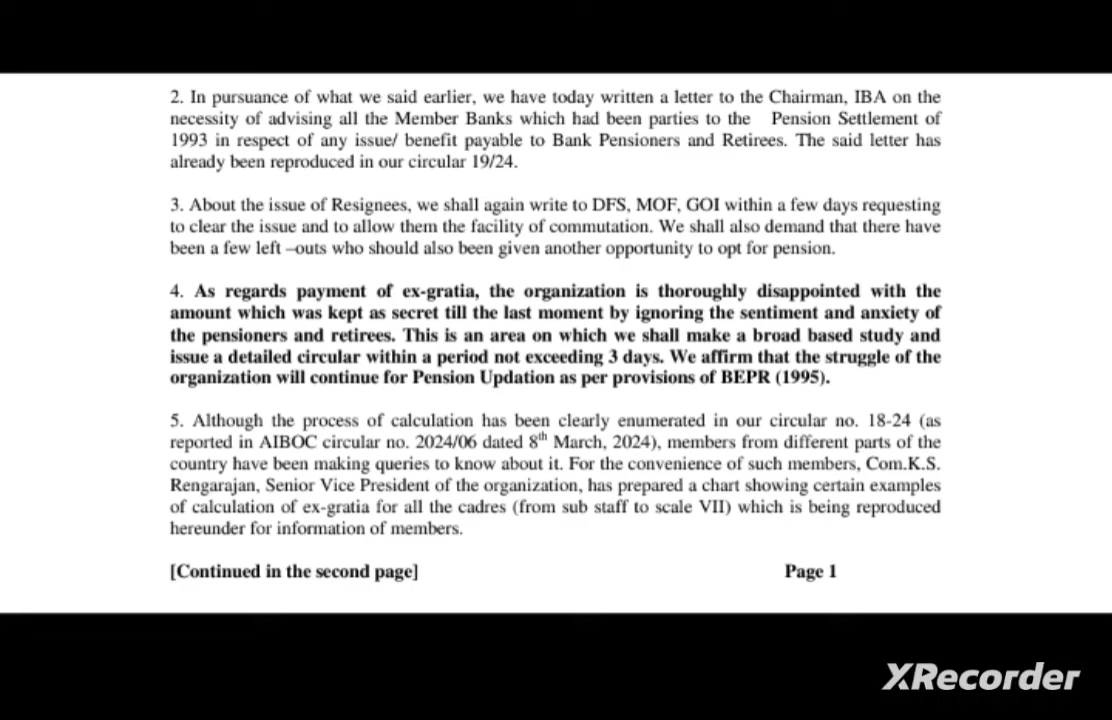 2. In pursuance of what we said earlier, we have today written a letter to the Chairman, IBA on the
necessity of advising all the Member Banks which had been parties to the Pension Settlement of
1993 in respect of any issue/ benefit payable to Bank Pensioners and Retirees. The said letter has
already been reproduced in our circular 19/24.
3. About the issue of Resignees, we shall again write to DFS, MOF, GOI within a few days requesting
to clear the issue and to allow them the facility of commutation. We shall also demand that there have
been a few left –outs who should also been given another opportunity to opt for pension.
4. As regards payment of ex-gratia, the organization is thoroughly disappointed with the
amount which was kept as secret till the last moment by ignoring the sentiment and anxiety of
the pensioners and retirees. This is an area on which we shall make a broad based study and
issue a detailed circular within a period not exceeding 3 days. We affirm that the struggle of the
organization will continue for Pension Updation as per provisions of BEPR (1995).
5. Although the process of calculation has been clearly enumerated in our circular no. 18-24 (as
reported in AIBOC circular no. 2024/06 dated 8th March, 2024), members from different parts of the
country have been making queries to know about it. For the convenience of such members, Com.K.S.
Rengarajan, Senior Vice President of the organization, has prepared a chart showing certain examples
of calculation of ex-gratia for all the cadres (from sub staff to scale VII) which is being reproduced
hereunder for information of members.
[Continued in the second page] Page 1
XRecorder